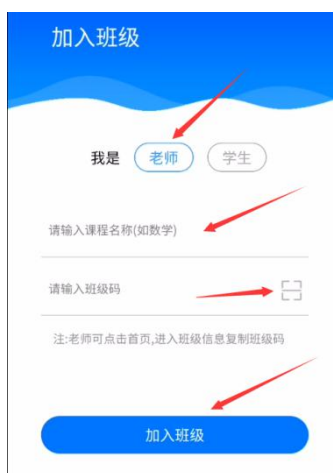 加入班级
我是 老师 学生
请输入课程名称(如数学)
请输入班级码
注:老师可点击首页,进入班级信息复制班级码
加入班级